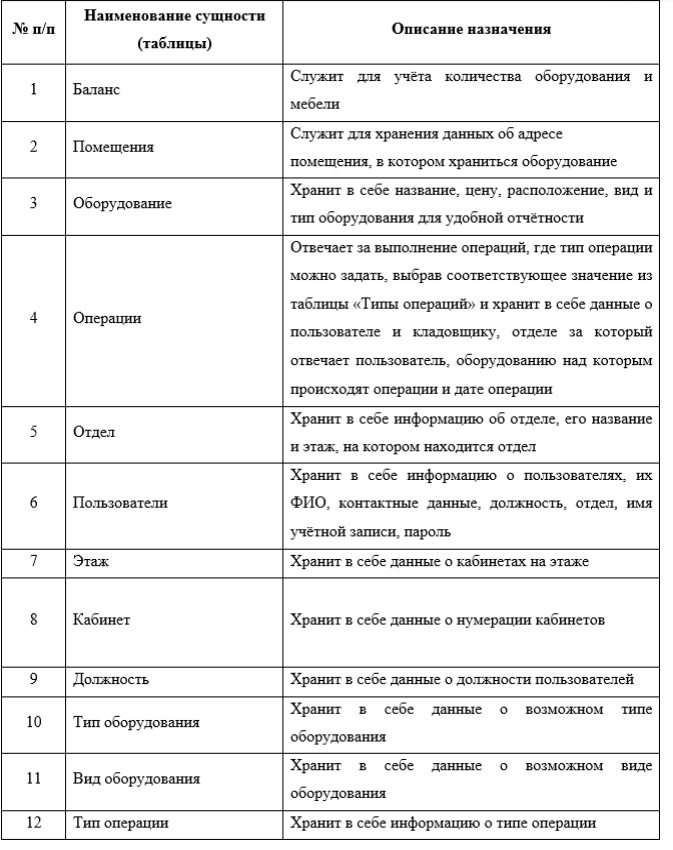 № п/п
Наименование сущности
(таблицы)
Описание назначения
1
Баланс
Служит для учёта количества оборудования и
мебели
2
Помещения
Служит для хранения данных об адресе
помещения, в котором храниться оборудование
3
Оборудование
Хранит в себе название, цену, расположение, вид и
тип оборудования для удобной отчётности
4
Операции
Отвечает за выполнение операций, где тип операции
можно задать, выбрав соответствующее значение из
таблицы «Типы операций» и хранит в себе данные о
пользователе и кладовщику, отделе за который
отвечает пользователь, оборудованию над которым
происходят операции и дате операции
5
Отдел
Хранит в себе информацию об отделе, его название
и этаж, на котором находится отдел
6
Пользователи
Хранит в себе информацию о пользователях, их
ФИО, контактные данные, должность, отдел, имя
учётной записи, пароль
7
Этаж
Хранит в себе данные о кабинетах на этаже
8
Кабинет
Хранит в себе данные о нумерации кабинетов
9
Должность
Хранит в себе данные о должности пользователей
10
Тип оборудования
Хранит в себе данные о возможном типе
оборудования
11
Вид оборудования
Хранит в себе данные о возможном виде
оборудования
12
Тип операции
Хранит в себе информацию о типе операции